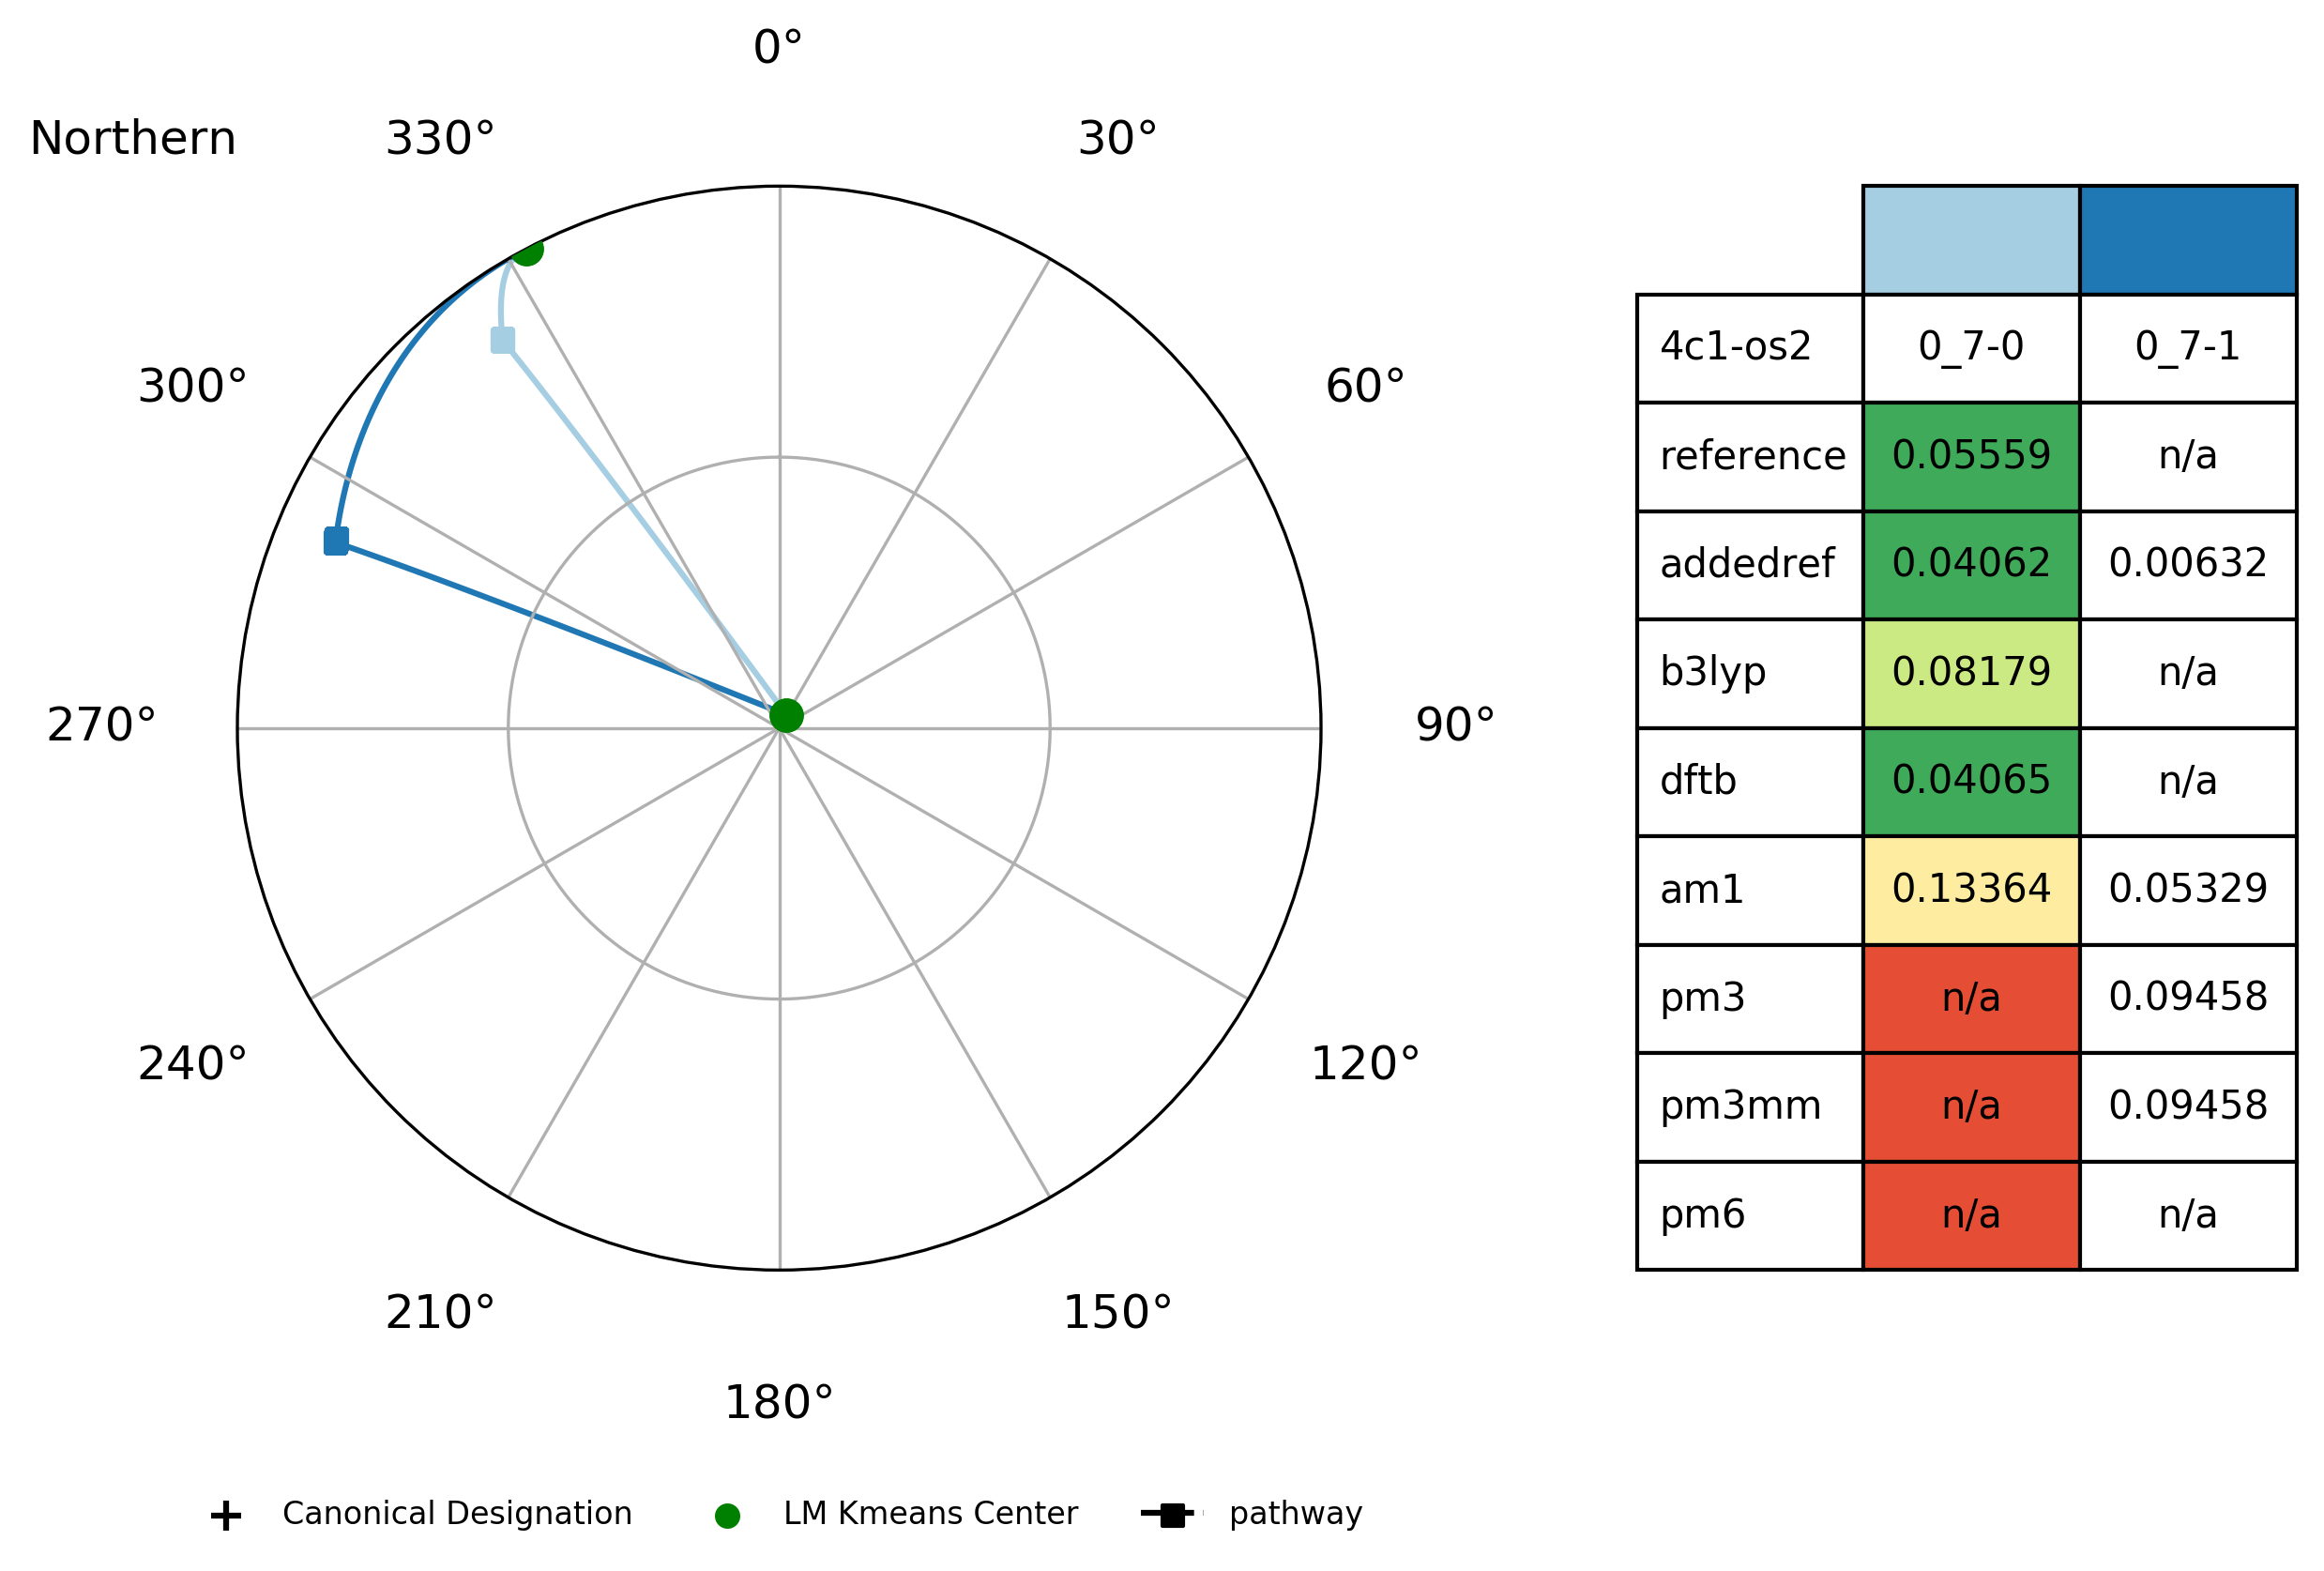 0°
Northern 330° 30°
300° 60°
270° 90°
240° 120°
210° 150°
180°
Canonical Designation LM Kmeans Center pathway
4c1-os2 0_7-0 0_7-1
reference 0.05559 n/a
addedref 0.04062 0.00632
b3lyp 0.08179 n/a
dftb 0.04065 n/a
am1 0.13364 0.05329
pm3 n/a 0.09458
pm3mm n/a 0.09458
pm6 n/a n/a